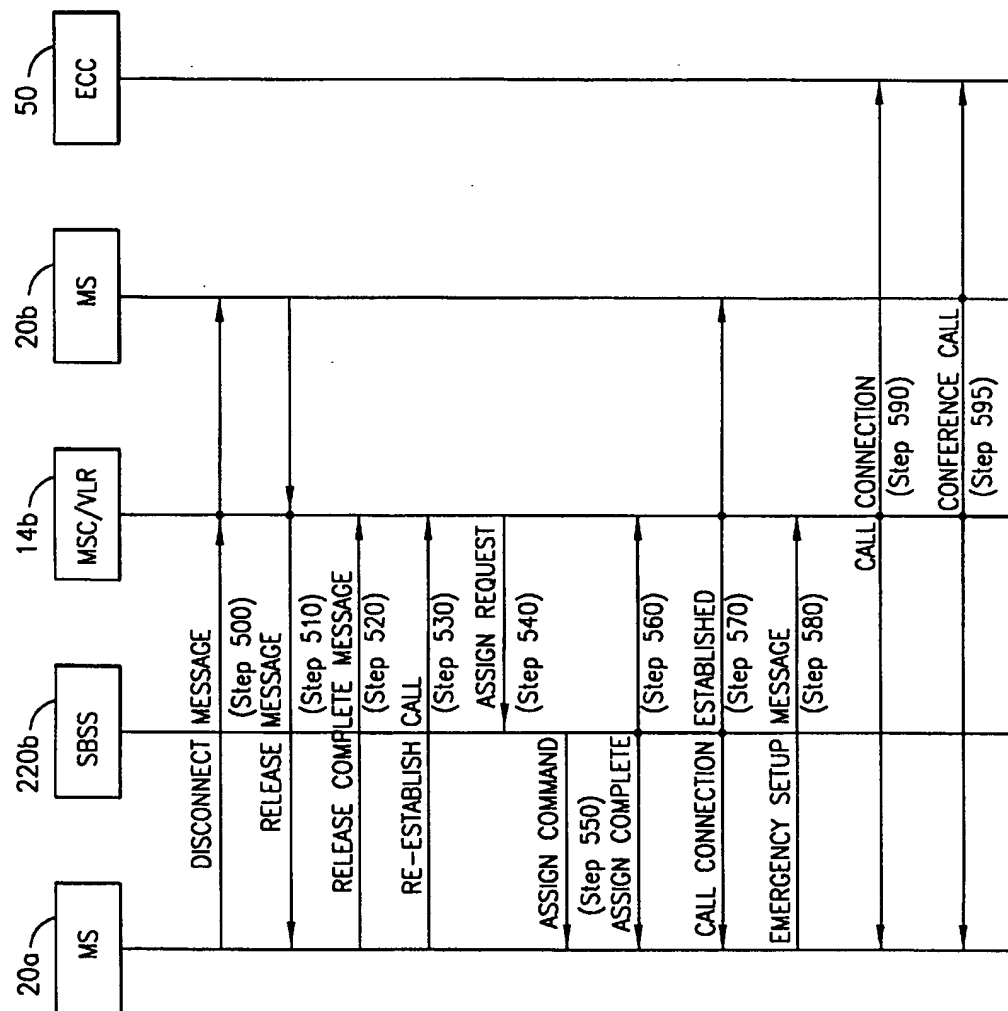 20a
MS
220b
SBSS
14b
MSC/VLR
20b
MS
50
ECC
DISCONNECT MESSAGE
(Step 500)
RELEASE MESSAGE
(Step 510)
RELEASE COMPLETE MESSAGE
(Step 520)
RE-ESTABLISH CALL
(Step 530)
ASSIGN REQUEST
(Step 540)
ASSIGN COMMAND
(Step 550)
ASSIGN COMPLETE
(Step 560)
CALL CONNECTION ESTABLISHED
(Step 570)
EMERGENCY SETUP MESSAGE
(Step 580)
CALL CONNECTION
(Step 590)
CONFERENCE CALL
(Step 595)